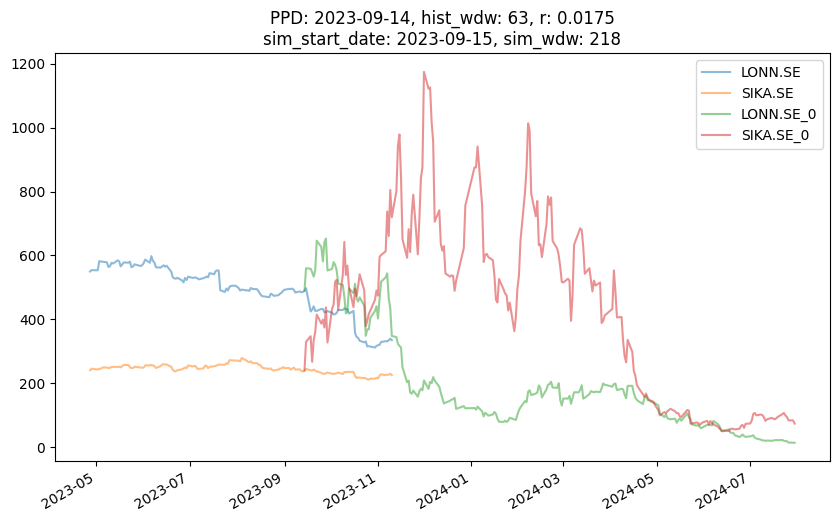 PPD: 2023-09-14, hist_wdw: 63, r: 0.0175
sim_start_date: 2023-09-15, sim_wdw: 218
1200
1000
800
600
400
200
0
LONN.SE
SIKA.SE
LONN.SE_0
SIKA.SE_0
2023-05
2023-07
2023-09
2023-11
2024-01
2024-03
2024-05
2024-07